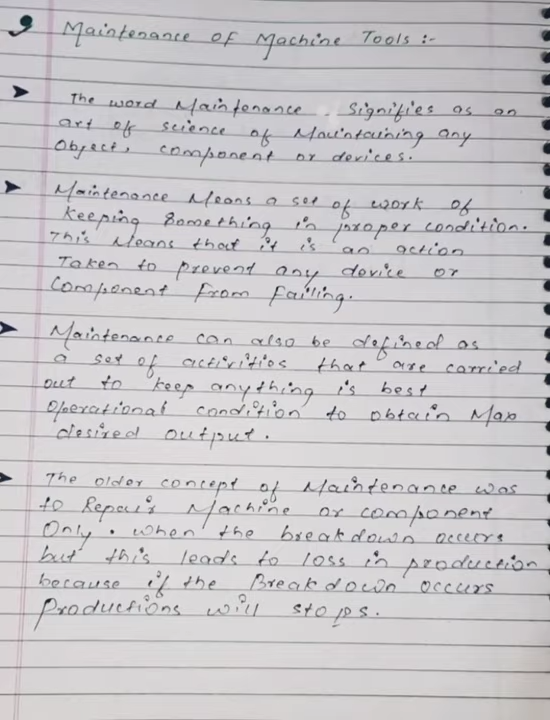 Maintenance of Machine Tools :-
The word Maintenance Signifies as an
art of science of Mauntaining any
Object, component or devices.
Maintenance Means a set of work of
Keeping Something in proper condition.
This Means that it is an action
Taken to prevent any device or
Component from failing.
Maintenance can also be defined as
a set of activities that are carried
out to keep anything is best
Operational condition to obtain Max
desired output.
The older concept of Maintenance was
to Repair Machine or component
Only. when the breakdown occurs
but this leads to loss in production
because if the Breakdown occurs
Productions will stops.